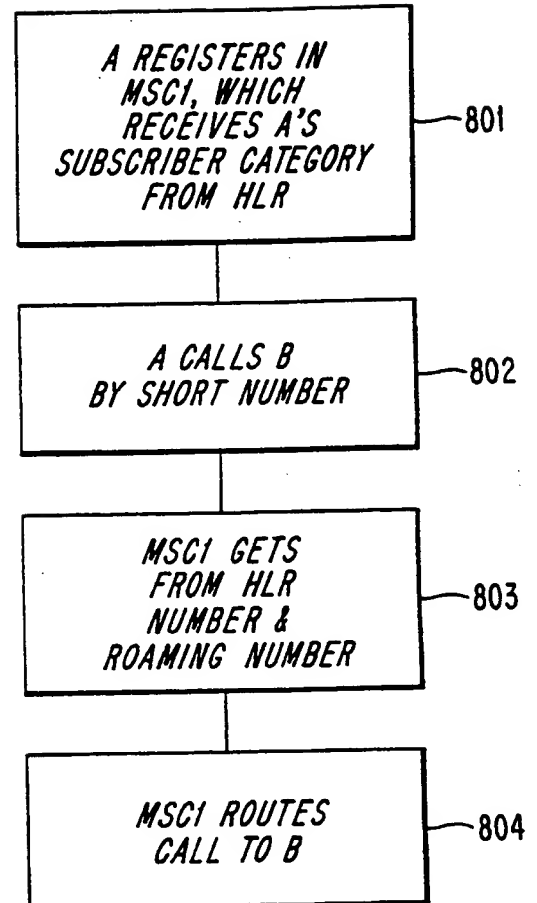 A REGISTERS IN
MSC1, WHICH
RECEIVES A'S
SUBSCRIBER CATEGORY
FROM HLR
801
A CALLS B
BY SHORT NUMBER
802
MSC1 GETS
FROM HLR
NUMBER &
ROAMING NUMBER
803
MSC1 ROUTES
CALL TO B
804